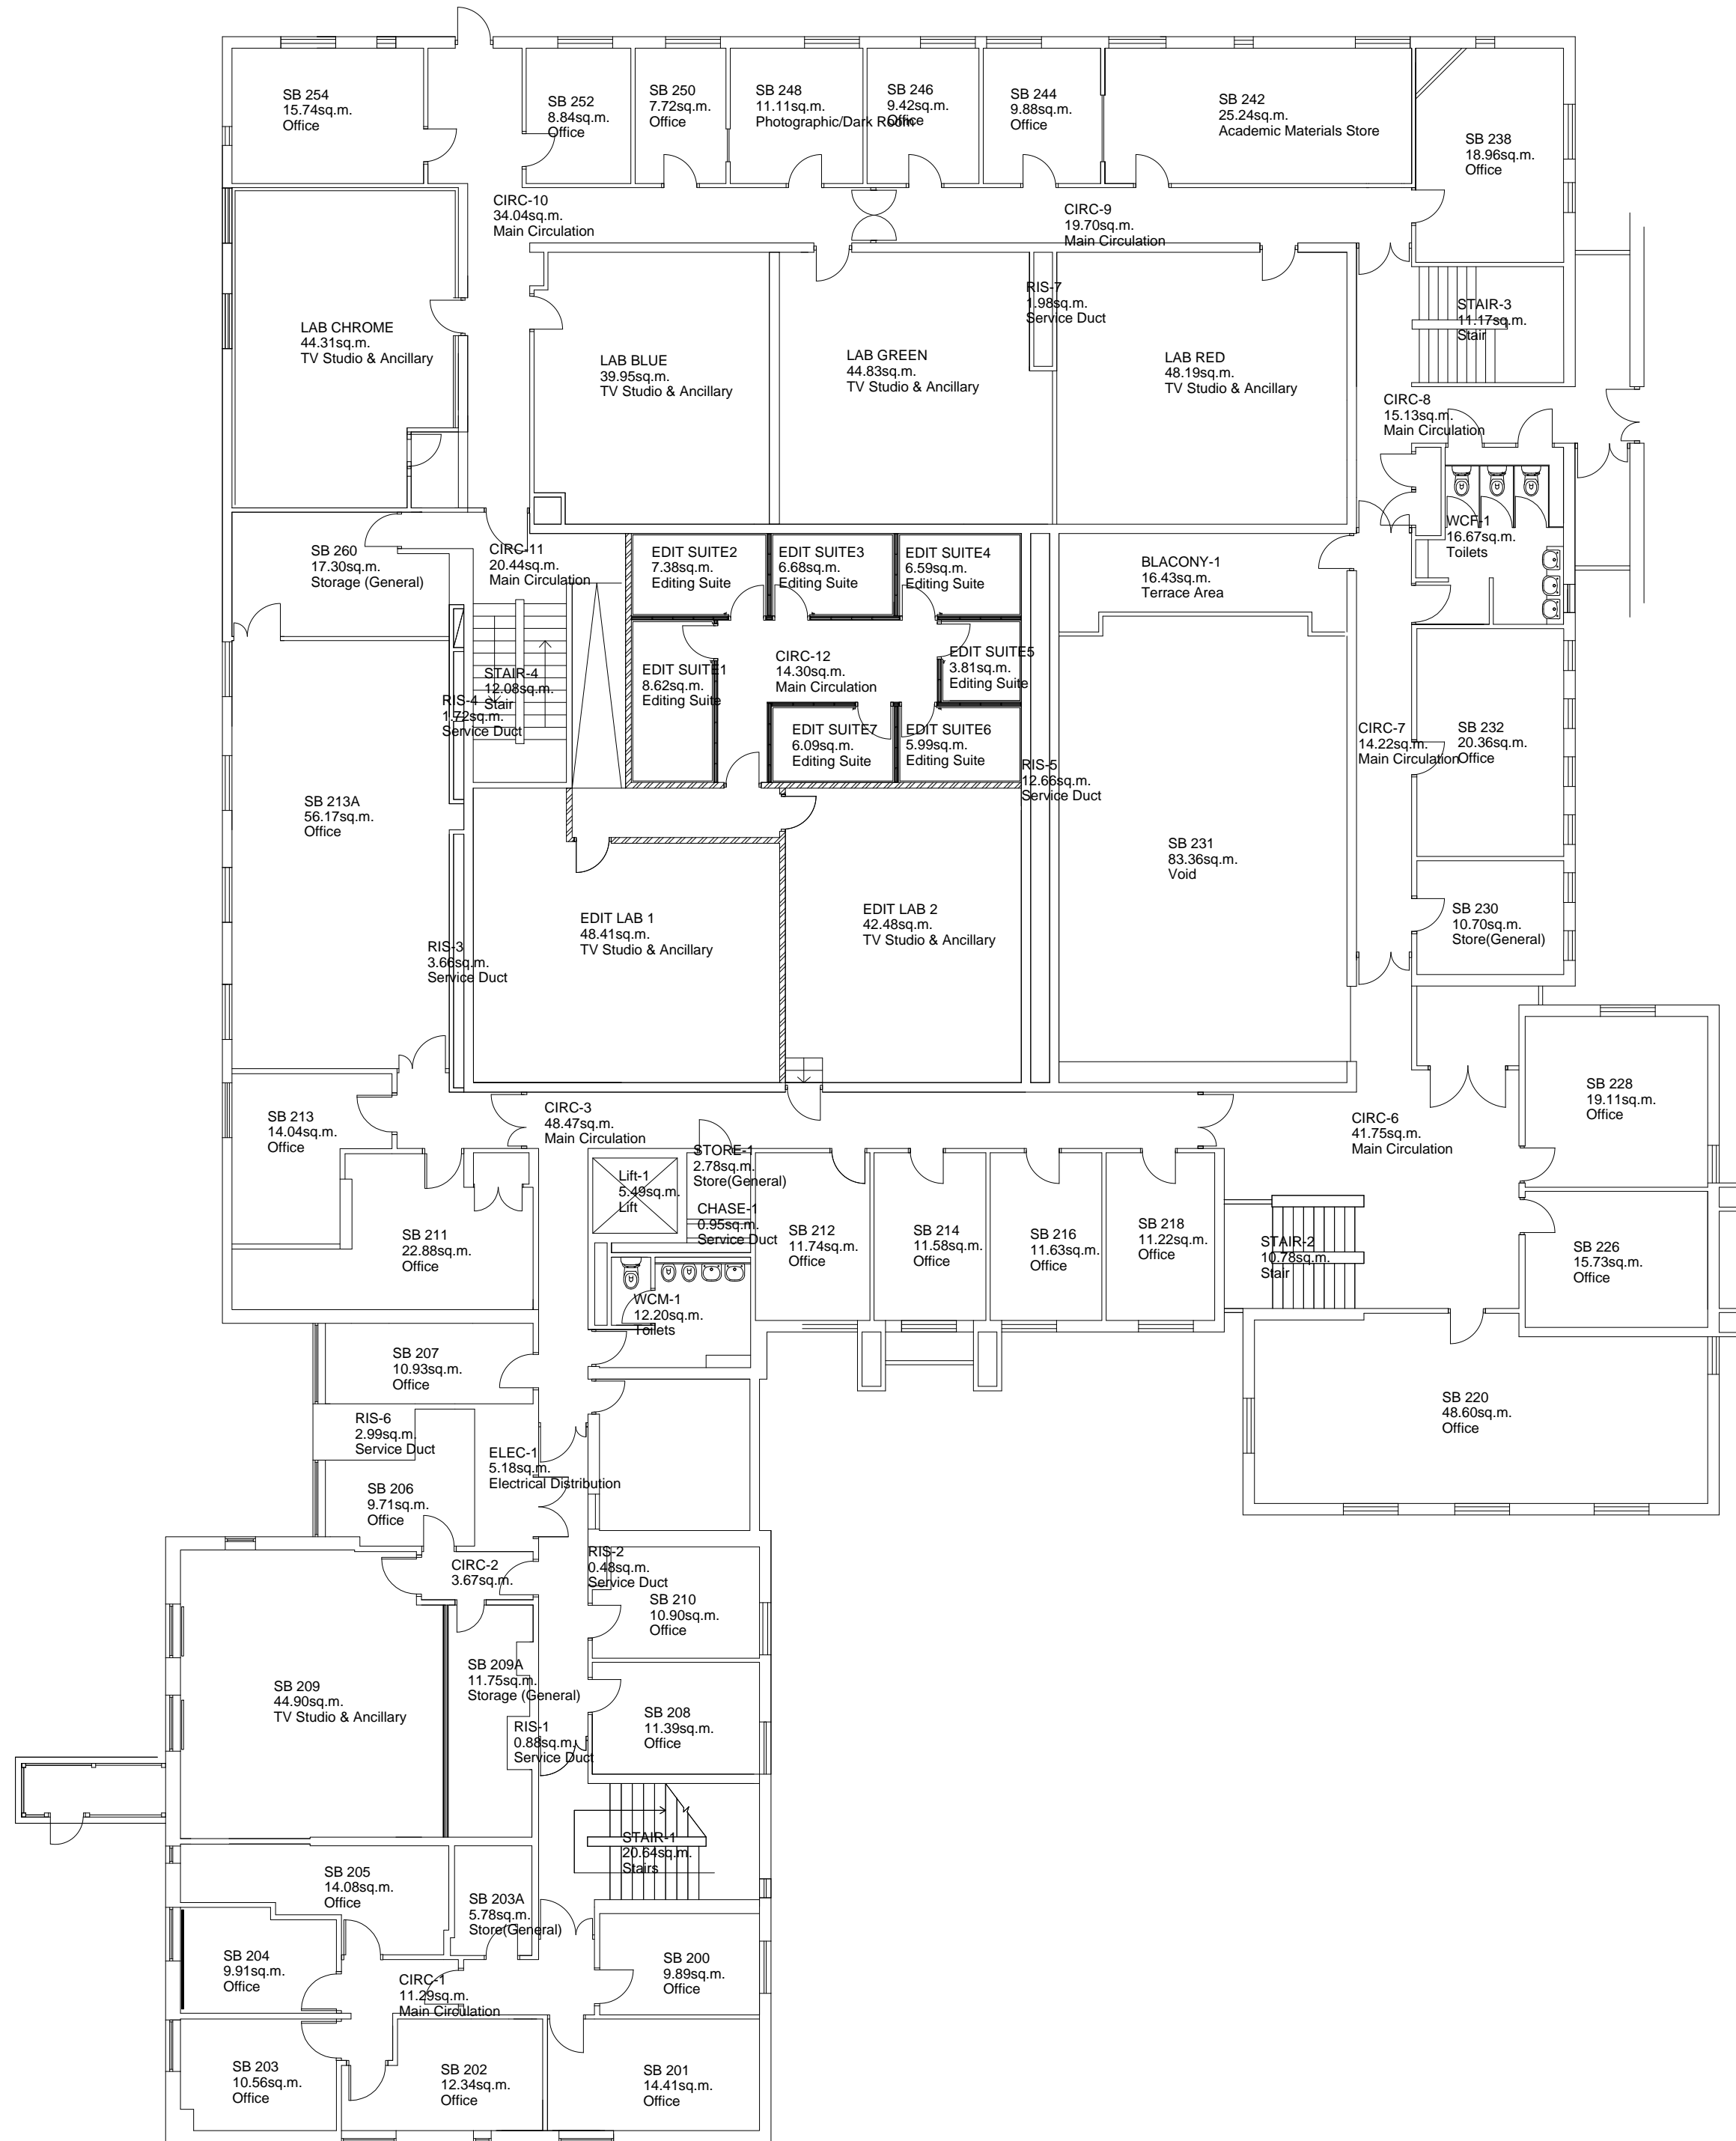 SB 254
15.74sq.m.
Office
SB 252
8.84sq.m.
Office
SB 250
7.72sq.m.
Office
SB 248
11.11sq.m.
Photographic/Dark Room
SB 246
9.42sq.m.
Office
SB 244
9.88sq.m.
Office
SB 242
25.24sq.m.
Academic Materials Store
SB 238
18.96sq.m.
Office
CIRC-10
34.04sq.m.
Main Circulation
CIRC-9
19.70sq.m.
Main Circulation
RIS-7
1.98sq.m.
Service Duct
STAIR-3
11.17sq.m.
Stair
LAB CHROME
44.31sq.m.
TV Studio & Ancillary
LAB BLUE
39.95sq.m.
TV Studio & Ancillary
LAB GREEN
44.83sq.m.
TV Studio & Ancillary
LAB RED
48.19sq.m.
TV Studio & Ancillary
CIRC-8
15.13sq.m.
Main Circulation
WCF-1
16.67sq.m.
Toilets
SB 260
17.30sq.m.
Storage (General)
CIRC-11
20.44sq.m.
Main Circulation
EDIT SUITE2
7.38sq.m.
Editing Suite
EDIT SUITE3
6.68sq.m.
Editing Suite
EDIT SUITE4
6.59sq.m.
Editing Suite
BLACONY-1
16.43sq.m.
Terrace Area
STAIR-4
12.08sq.m.
Stair
RIS-4
1.72sq.m.
Service Duct
EDIT SUITE1
8.62sq.m.
Editing Suite
CIRC-12
14.30sq.m.
Main Circulation
EDIT SUITE5
3.81sq.m.
Editing Suite
EDIT SUITE7
6.09sq.m.
Editing Suite
EDIT SUITE6
5.99sq.m.
Editing Suite
RIS-5
12.66sq.m.
Service Duct
CIRC-7
14.22sq.m.
Main Circulation
SB 232
20.36sq.m.
Office
SB 213A
56.17sq.m.
Office
SB 231
83.36sq.m.
Void
SB 230
10.70sq.m.
Store(General)
RIS-3
3.66sq.m.
Service Duct
EDIT LAB 1
48.41sq.m.
TV Studio & Ancillary
EDIT LAB 2
42.48sq.m.
TV Studio & Ancillary
SB 228
19.11sq.m.
Office
SB 213
14.04sq.m.
Office
CIRC-3
48.47sq.m.
Main Circulation
CIRC-6
41.75sq.m.
Main Circulation
STORE-1
2.78sq.m.
Store(General)
Lift-1
5.49sq.m.
Lift
CHASE-1
0.95sq.m.
Service Duct
SB 211
22.88sq.m.
Office
SB 212
11.74sq.m.
Office
SB 214
11.58sq.m.
Office
SB 216
11.63sq.m.
Office
SB 218
11.22sq.m.
Office
STAIR-2
10.78sq.m.
Stair
SB 226
15.73sq.m.
Office
WCM-1
12.20sq.m.
Toilets
SB 207
10.93sq.m.
Office
SB 220
48.60sq.m.
Office
RIS-6
2.99sq.m.
Service Duct
ELEC-1
5.18sq.m.
Electrical Distribution
SB 206
9.71sq.m.
Office
CIRC-2
3.67sq.m.
RIS-2
0.48sq.m.
Service Duct
SB 210
10.90sq.m.
Office
SB 209
44.90sq.m.
TV Studio & Ancillary
SB 209A
11.75sq.m.
Storage (General)
SB 208
11.39sq.m.
Office
RIS-1
0.88sq.m.
Service Duct
STAIR-1
20.64sq.m.
Stairs
SB 205
14.08sq.m.
Office
SB 203A
5.78sq.m.
Store(General)
SB 204
9.91sq.m.
Office
SB 200
9.89sq.m.
Office
CIRC-1
11.29sq.m.
Main Circulation
SB 203
10.56sq.m.
Office
SB 202
12.34sq.m.
Office
SB 201
14.41sq.m.
Office